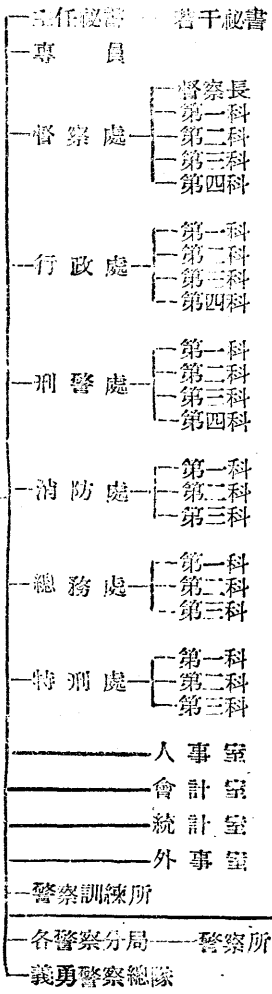 主任祕書 若干祕書
專員
督察處
督察長
第一科
第二科
第三科
第四科
行政處
第一科
第二科
第三科
第四科
刑警處
第一科
第二科
第三科
第四科
消防處
第一科
第二科
第三科
總務處
第一科
第二科
第三科
特刑處
第一科
第二科
第三科
人事室
會計室
統計室
外事室
警察訓練所
各警察分局 警察所
義勇警察總隊